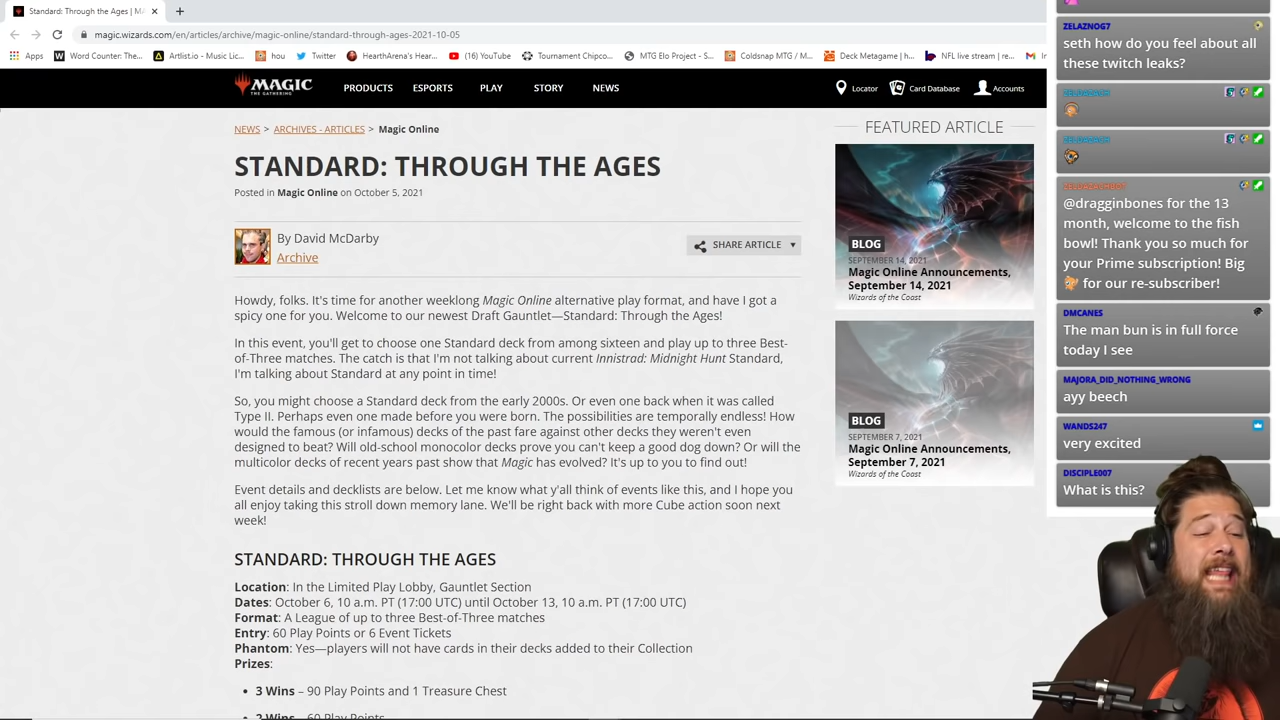 Standard: Through the Ages | M
magic.wizards.com/en/articles/archive/magic-online/standard-through-ages-2021-10-05
Apps
Word Counter: The...
Artlist.io - Music Lic...
hou
Twitter
HearthArena's Hear...
(16) YouTube
Tournament Chipco...
MTG Elo Project - S...
Coldsnap MTG / M...
Deck Metagame | h...
NFL live stream | re...
MAGIC
THE GATHERING
PRODUCTS
ESPORTS
PLAY
STORY
NEWS
Locator
Card Database
Accounts
NEWS > ARCHIVES - ARTICLES > Magic Online
STANDARD: THROUGH THE AGES
Posted in Magic Online on October 5, 2021
By David McDarby
Archive
SHARE ARTICLE
Howdy, folks. It's time for another weeklong Magic Online alternative play format, and have I got a
spicy one for you. Welcome to our newest Draft Gauntlet—Standard: Through the Ages!
In this event, you'll get to choose one Standard deck from among sixteen and play up to three Best-
of-Three matches. The catch is that I'm not talking about current Innistrad: Midnight Hunt Standard,
I'm talking about Standard at any point in time!
So, you might choose a Standard deck from the early 2000s. Or even one back when it was called
Type II. Perhaps even one made before you were born. The possibilities are temporally endless! How
would the famous (or infamous) decks of the past fare against other decks they weren't even
designed to beat? Will old-school monocolor decks prove you can't keep a good dog down? Or will the
multicolor decks of recent years past show that Magic has evolved? It's up to you to find out!
Event details and decklists are below. Let me know what y'all think of events like this, and I hope you
all enjoy taking this stroll down memory lane. We'll be right back with more Cube action soon next
week!
STANDARD: THROUGH THE AGES
Location: In the Limited Play Lobby, Gauntlet Section
Dates: October 6, 10 a.m. PT (17:00 UTC) until October 13, 10 a.m. PT (17:00 UTC)
Format: A League of up to three Best-of-Three matches
Entry: 60 Play Points or 6 Event Tickets
Phantom: Yes—players will not have cards in their decks added to their Collection
Prizes:
• 3 Wins – 90 Play Points and 1 Treasure Chest
• 2 Wins – 60 Play Points
FEATURED ARTICLE
BLOG
SEPTEMBER 14, 2021
Magic Online Announcements,
September 14, 2021
Wizards of the Coast
BLOG
SEPTEMBER 7, 2021
Magic Online Announcements,
September 7, 2021
Wizards of the Coast
ZELAZNOG7
seth how do you feel about all
these twitch leaks?
@dragginbones for the 13
month, welcome to the fish
bowl! Thank you so much for
your Prime subscription! Big
for our re-subscriber!
DMCANES
The man bun is in full force
today I see
MAJORA_DID_NOTHING_WRONG
ayy beech
WANDS247
very excited
DISCIPLE007
What is this?